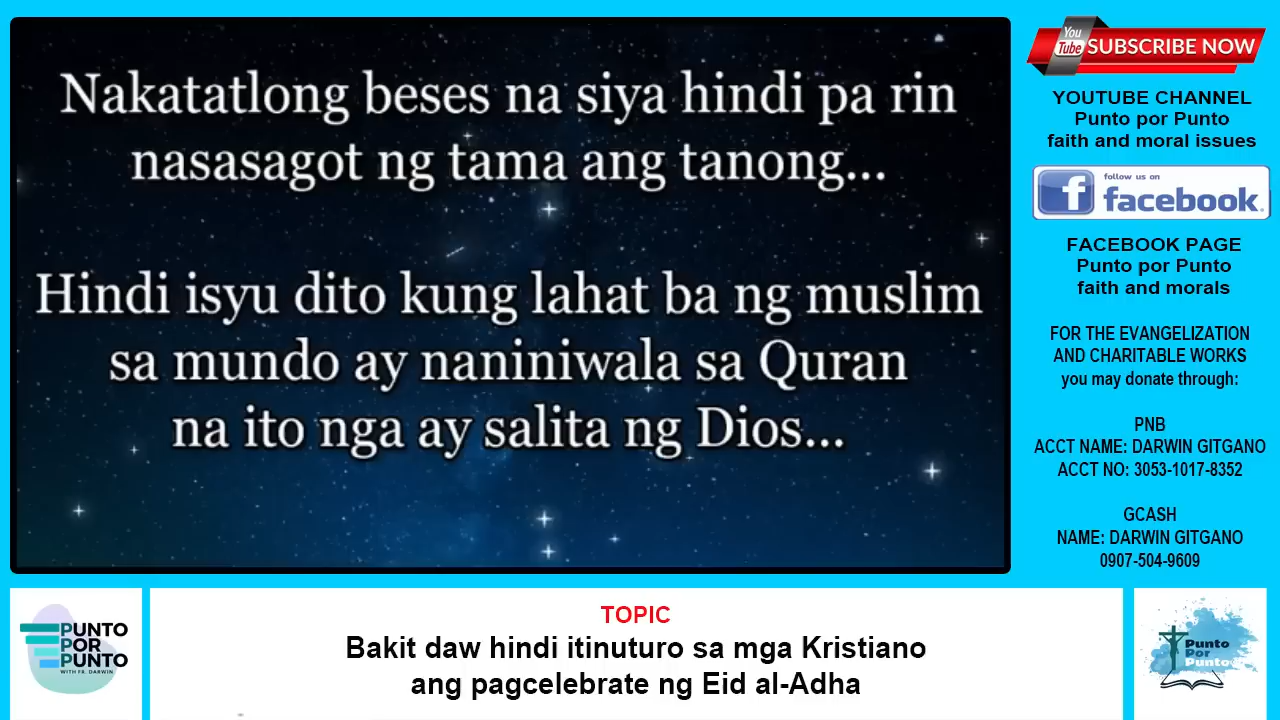 Nakatatlong beses na siya hindi pa rin
nasasagot ng tama ang tanong...
Hindi isyu dito kung lahat ba ng muslim
sa mundo ay naniniwala sa Quran
na ito nga ay salita ng Dios...
You
Tube
SUBSCRIBE NOW
YOUTUBE CHANNEL
Punto por Punto
faith and moral issues
follow us on
facebook.
FACEBOOK PAGE
Punto por Punto
faith and morals
FOR THE EVANGELIZATION
AND CHARITABLE WORKS
you may donate through:
PNB
ACCT NAME: DARWIN GITGANO
ACCT NO: 3053-1017-8352
GCASH
NAME: DARWIN GITGANO
0907-504-9609
PUNTO
POR
PUNTO
WITH FR. DARWIN
TOPIC
Bakit daw hindi itinuturo sa mga Kristiano
ang pagcelebrate ng Eid al-Adha
Punto
Por
Punto